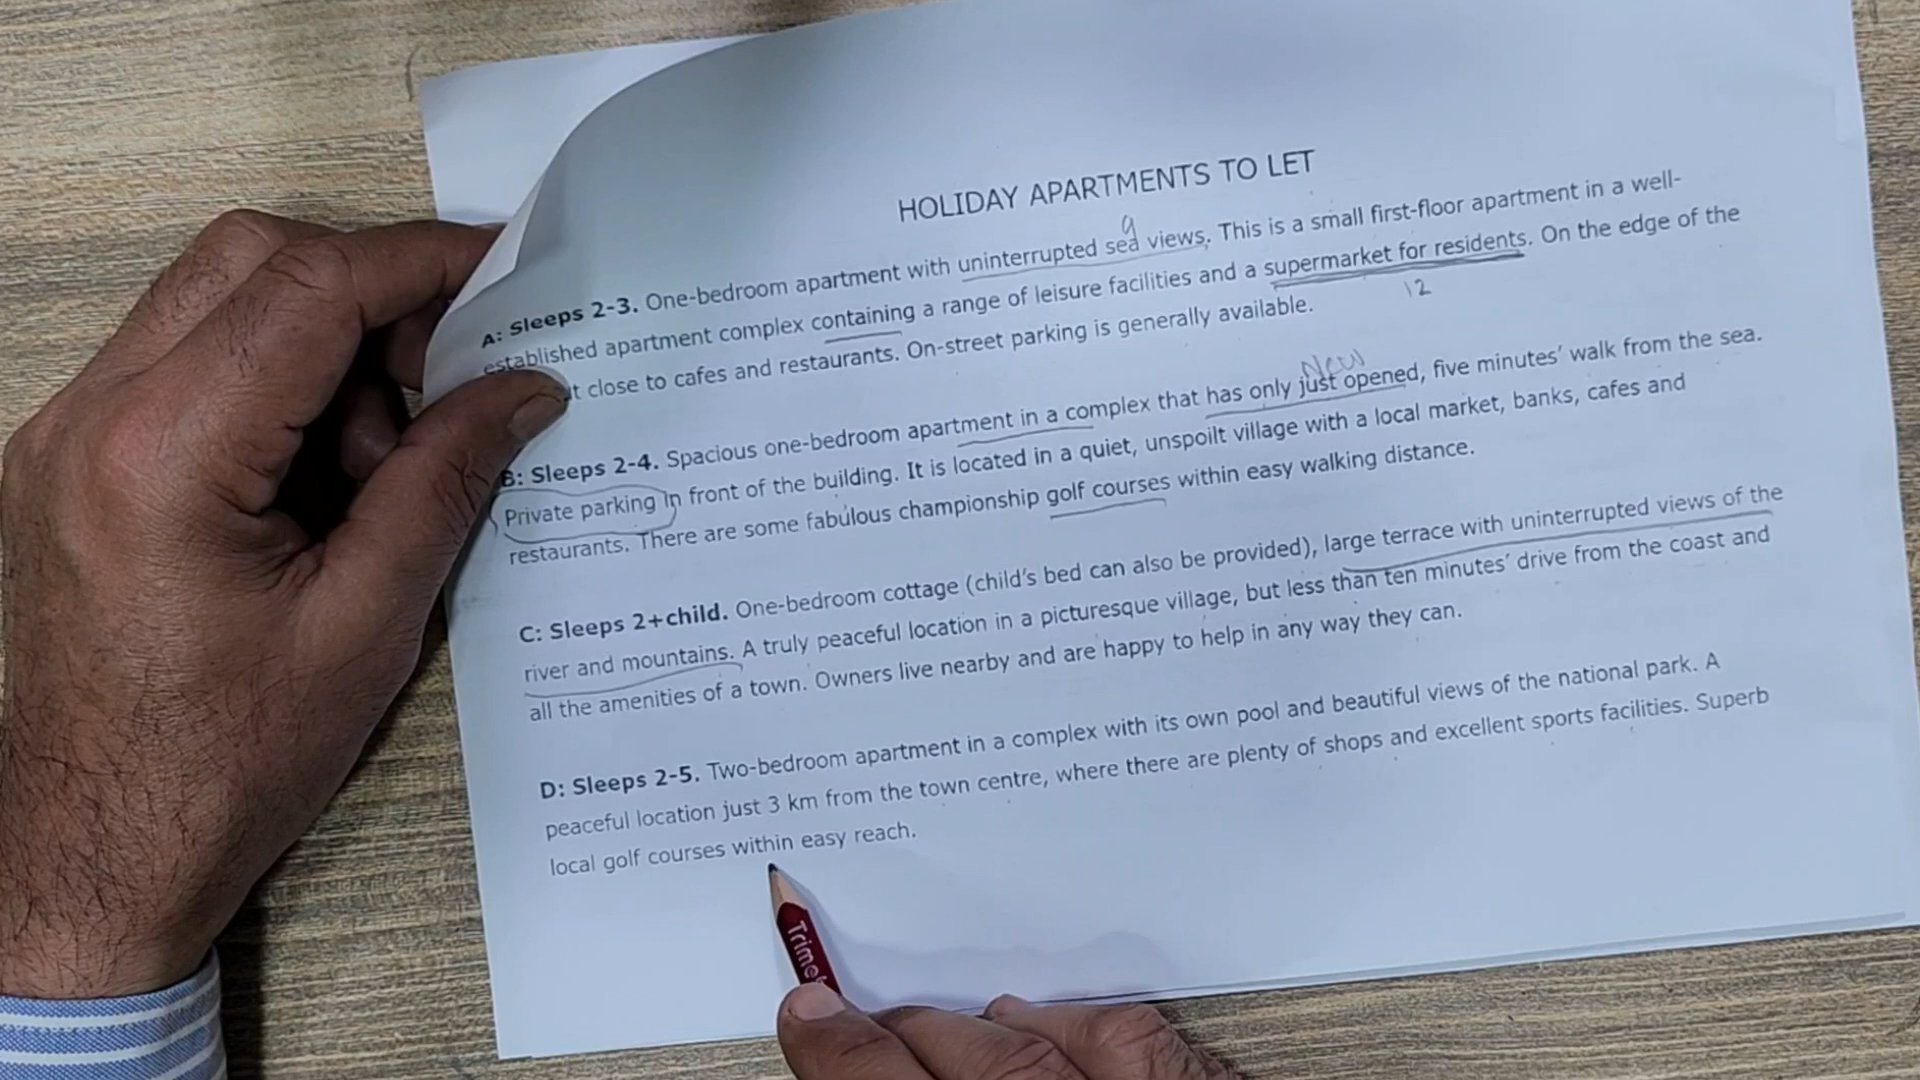 HOLIDAY APARTMENTS TO LET
9
A: Sleeps 2-3. One-bedroom apartment with uninterrupted sea views. This is a small first-floor apartment in a well-
established apartment complex containing a range of leisure facilities and a supermarket for residents. On the edge of the
close to cafes and restaurants. On-street parking is generally available.
12
New
B: Sleeps 2-4. Spacious one-bedroom apartment in a complex that has only just opened, five minutes' walk from the sea.
Private parking in front of the building. It is located in a quiet, unspoilt village with a local market, banks, cafes and
restaurants. There are some fabulous championship golf courses within easy walking distance.
C: Sleeps 2+child. One-bedroom cottage (child's bed can also be provided), large terrace with uninterrupted views of the
river and mountains. A truly peaceful location in a picturesque village, but less than ten minutes' drive from the coast and
all the amenities of a town. Owners live nearby and are happy to help in any way they can.
D: Sleeps 2-5. Two-bedroom apartment in a complex with its own pool and beautiful views of the national park. A
peaceful location just 3 km from the town centre, where there are plenty of shops and excellent sports facilities. Superb
local golf courses within easy reach.